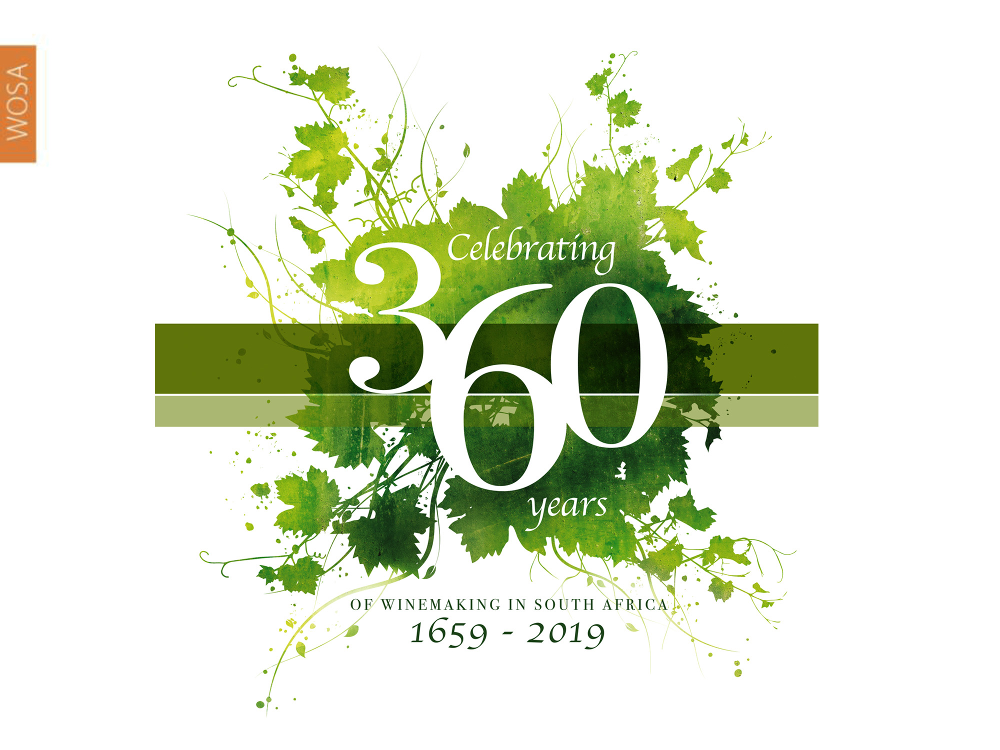 WOSA
Celebrating
360
years
OF WINEMAKING IN SOUTH AFRICA
1659 - 2019